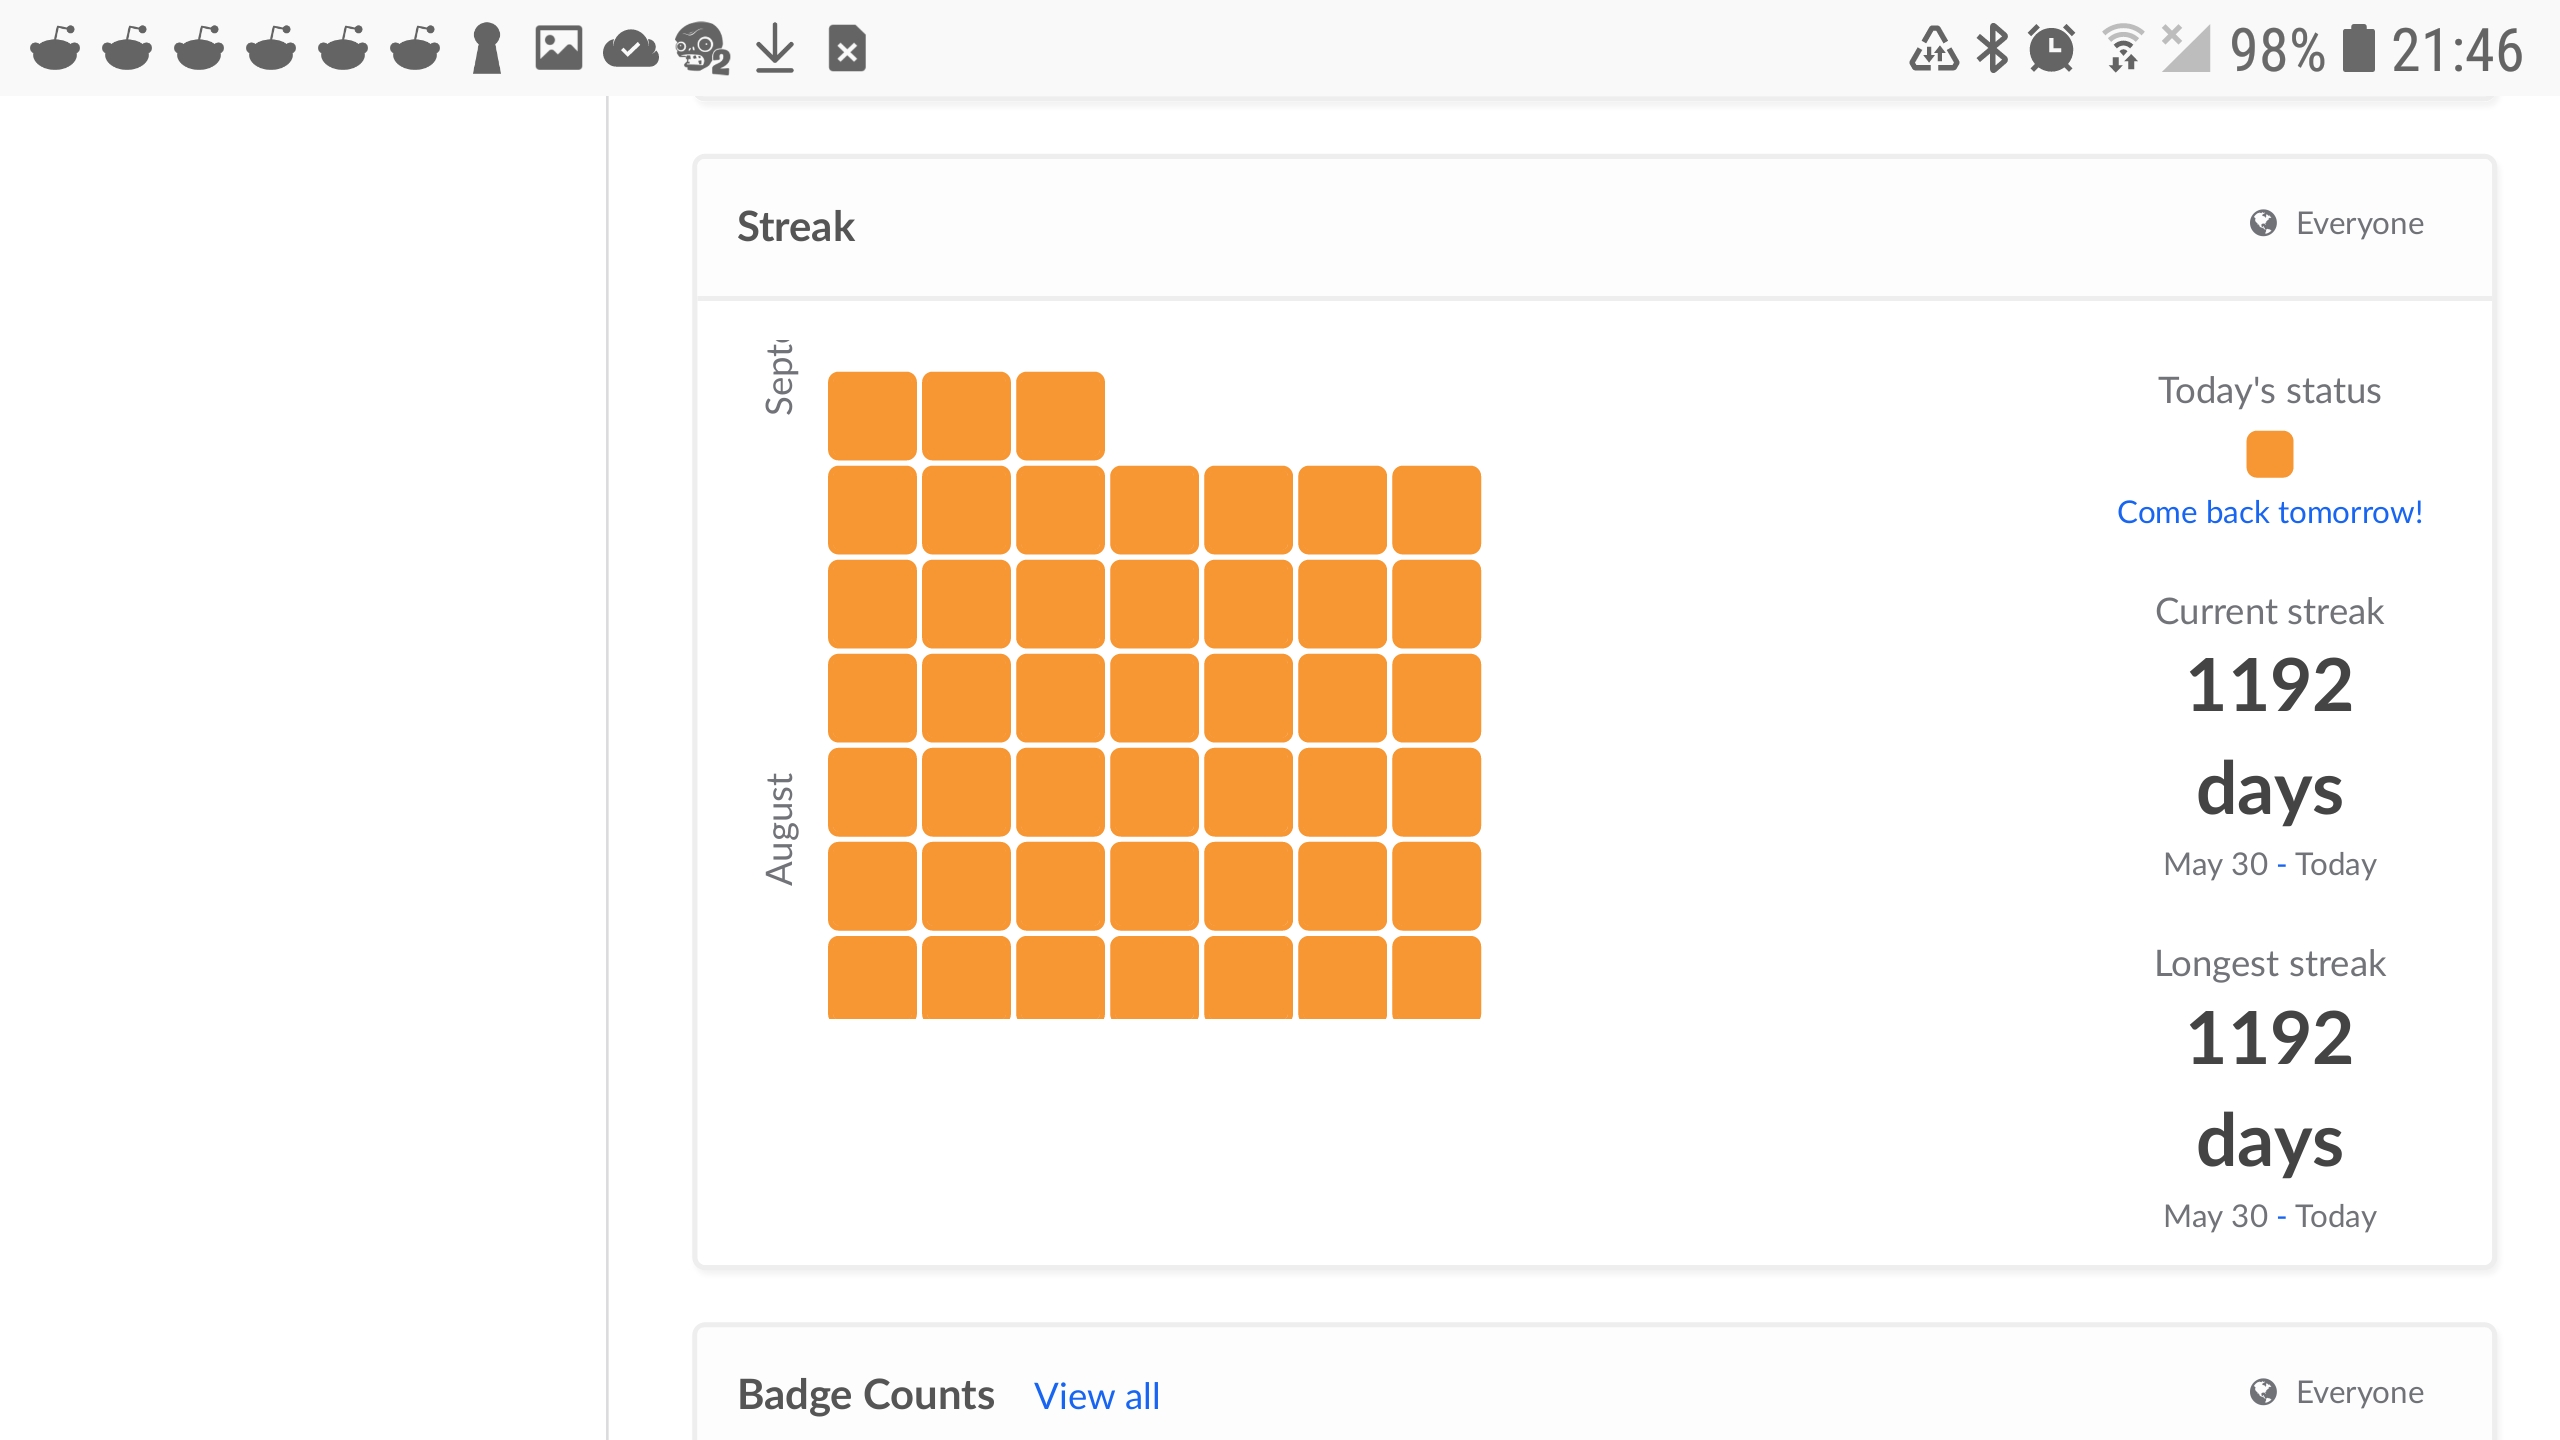 98% 21:46
Streak
Everyone
Sept
August
Today's status
Come back tomorrow!
Current streak
1192
days
May 30 - Today
Longest streak
1192
days
May 30 - Today
Badge Counts View all
Everyone